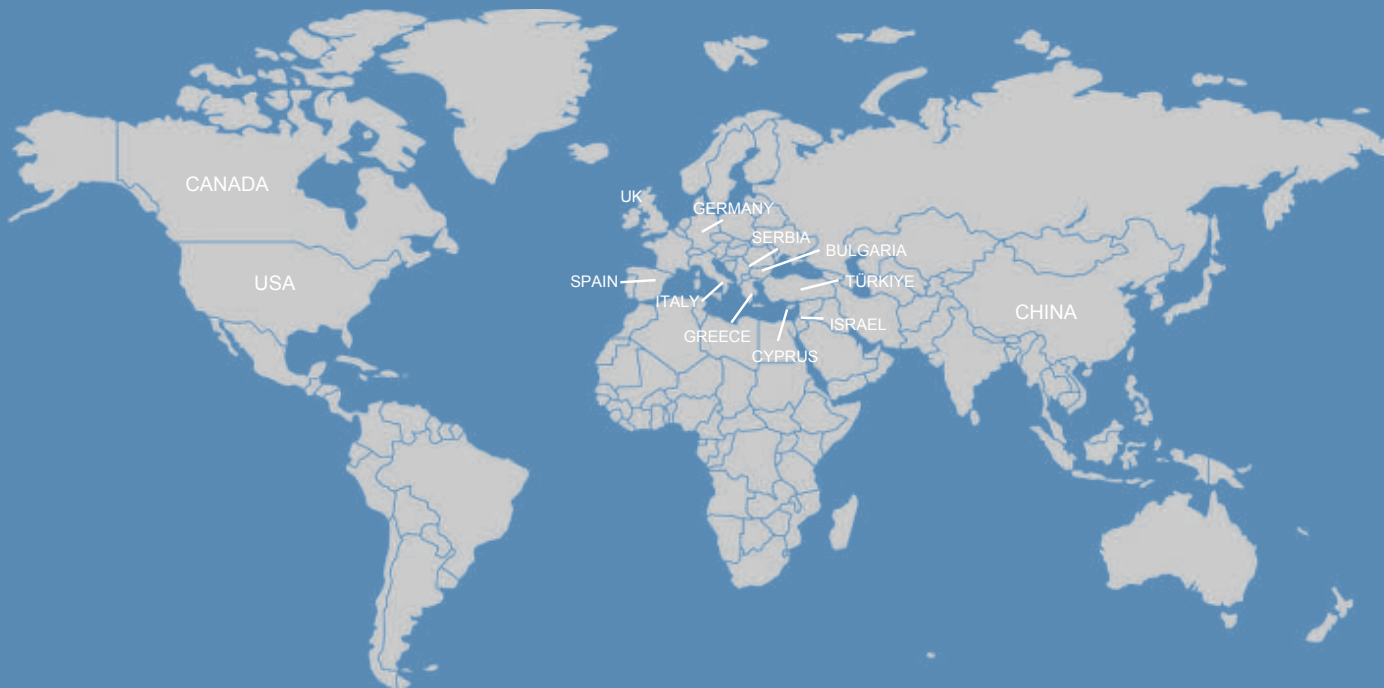 CANADA
UK
GERMANY
SERBIA
BULGARIA
SPAIN
USA
TÜRKIYE
ITALY
CHINA
ISRAEL
GREECE
CYPRUS